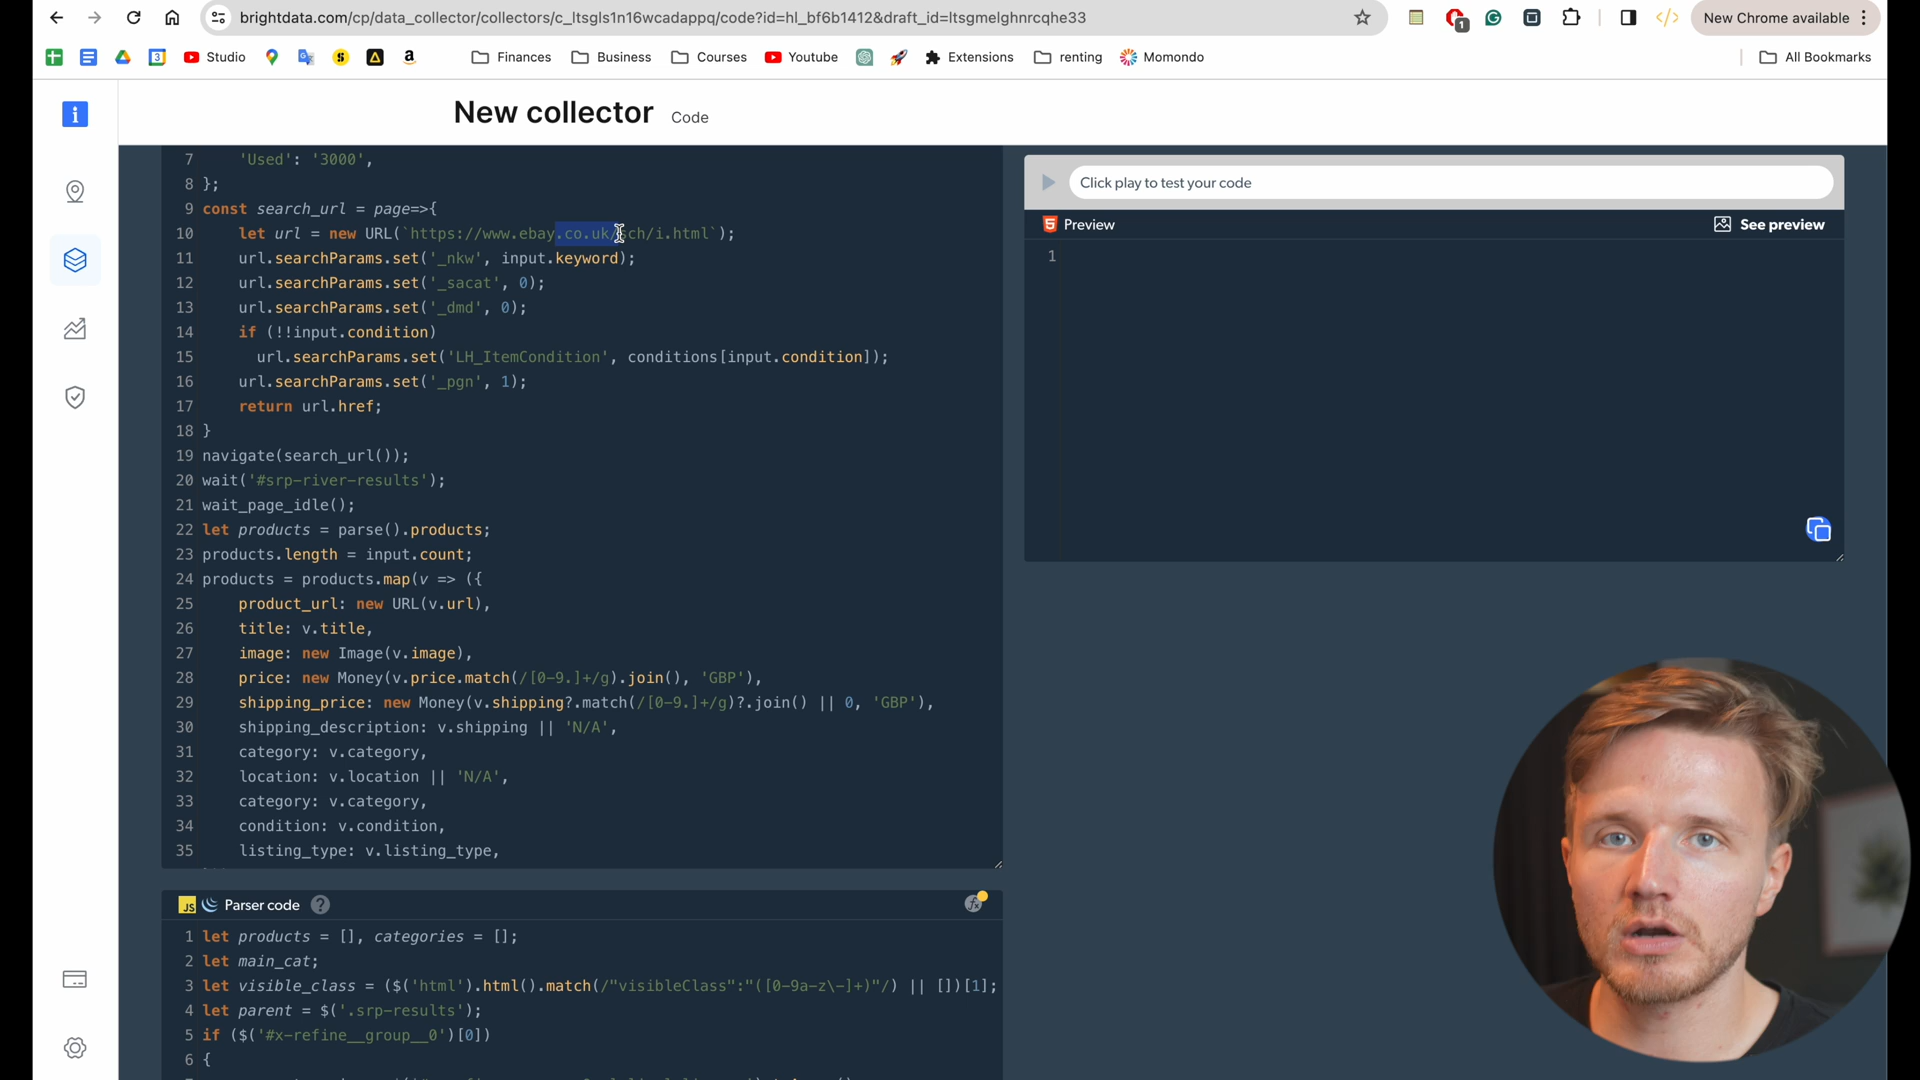 brightdata.com/cp/data_collector/collectors/c_ltsgls1n16wcadappq/code?id=hl_bf6b1412&draft_id=ltsgmelghnrcqhe33
1
New Chrome available
3
Studio
Finances
Business
Courses
Youtube
Extensions
renting
Momondo
All Bookmarks
New collector Code
7 'Used': '3000',
8 };
9 const search_url = page=>{
10 let url = new URL(`https://www.ebay.co.uk/sch/i.html`);
11 url.searchParams.set('_nkw', input.keyword);
12 url.searchParams.set('_sacat', 0);
13 url.searchParams.set('_dmd', 0);
14 if (!!input.condition)
15 url.searchParams.set('LH_ItemCondition', conditions[input.condition]);
16 url.searchParams.set('_pgn', 1);
17 return url.href;
18 }
19 navigate(search_url());
20 wait('#srp-river-results');
21 wait_page_idle();
22 let products = parse().products;
23 products.length = input.count;
24 products = products.map(v => ({
25 product_url: new URL(v.url),
26 title: v.title,
27 image: new Image(v.image),
28 price: new Money(v.price.match(/[0-9.]+/g).join(), 'GBP'),
29 shipping_price: new Money(v.shipping?.match(/[0-9.]+/g)?.join() || 0, 'GBP'),
30 shipping_description: v.shipping || 'N/A',
31 category: v.category,
32 location: v.location || 'N/A',
33 category: v.category,
34 condition: v.condition,
35 listing_type: v.listing_type,
Click play to test your code
Preview
See preview
1
JS Parser code ?
1 let products = [], categories = [];
2 let main_cat;
3 let visible_class = ($('html').html().match(/"visibleClass":"([0-9a-z\-]+)"/) || [])[1];
4 let parent = $('.srp-results');
5 if ($('#x-refine__group__0')[0])
6 {